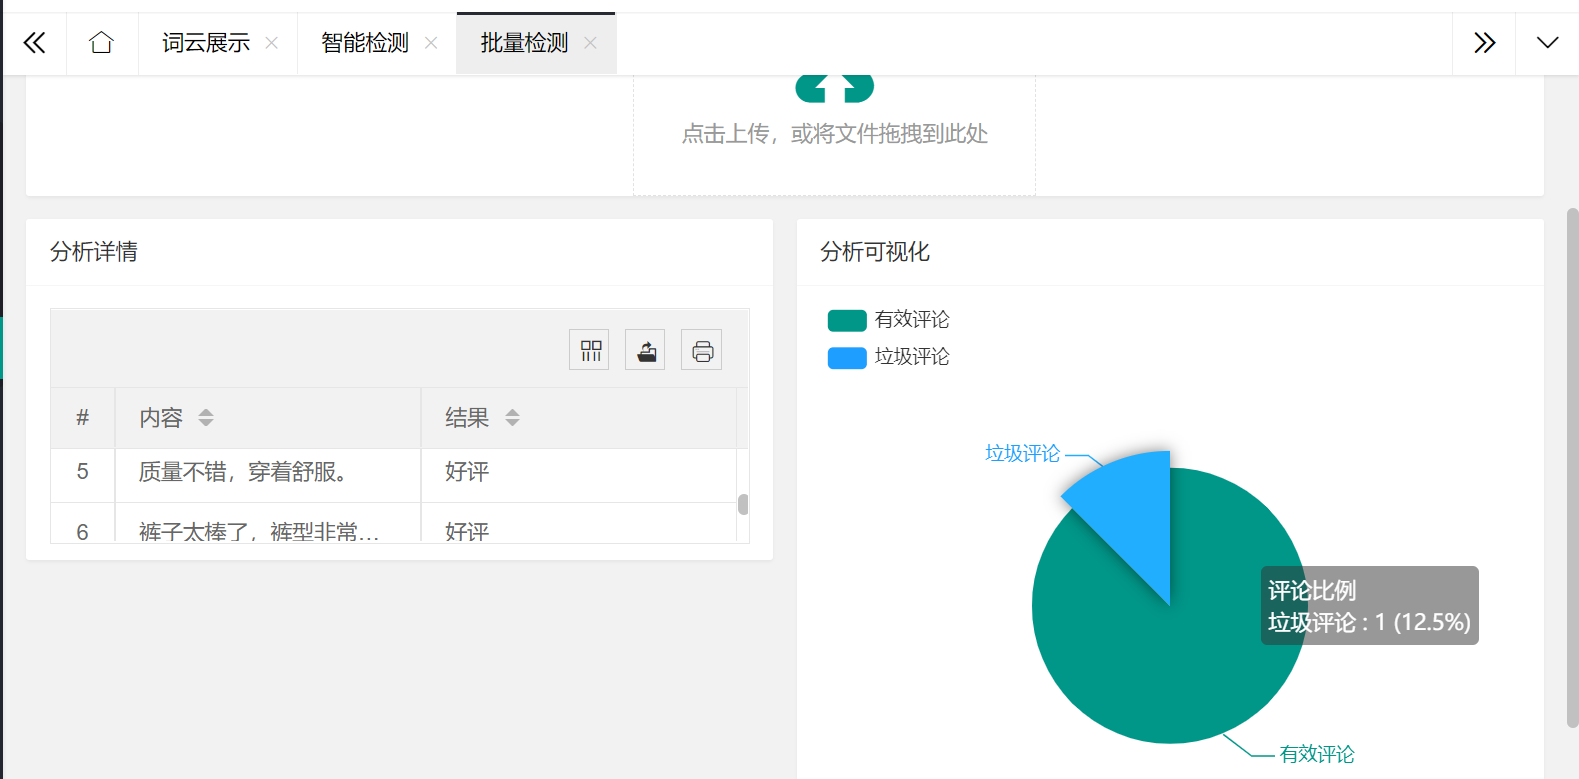 词云展示 智能检测 批量检测
点击上传，或将文件拖拽到此处
分析详情
# 内容 结果
5 质量不错，穿着舒服。 好评
6 裤子太棒了，裤型非常... 好评
分析可视化
有效评论
垃圾评论
垃圾评论
评论比例
垃圾评论 : 1 (12.5%)
有效评论